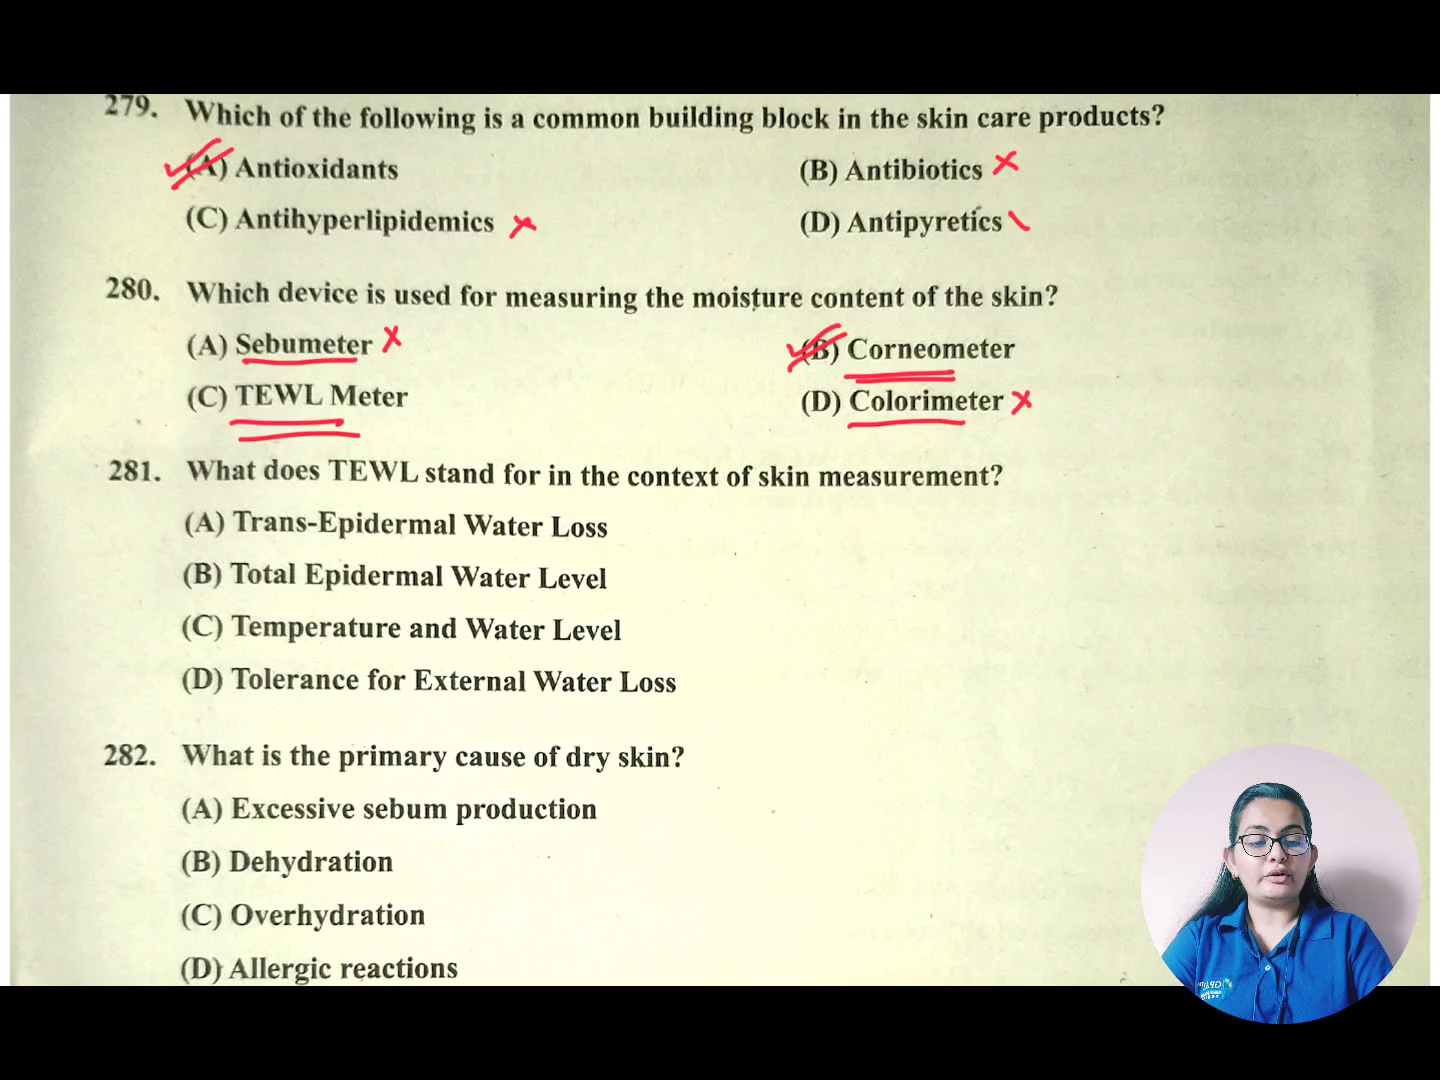 279. Which of the following is a common building block in the skin care products?
(A) Antioxidants (B) Antibiotics
(C) Antihyperlipidemics (D) Antipyretics
280. Which device is used for measuring the moisture content of the skin?
(A) Sebumeter (B) Corneometer
(C) TEWL Meter (D) Colorimeter
281. What does TEWL stand for in the context of skin measurement?
(A) Trans-Epidermal Water Loss
(B) Total Epidermal Water Level
(C) Temperature and Water Level
(D) Tolerance for External Water Loss
282. What is the primary cause of dry skin?
(A) Excessive sebum production
(B) Dehydration
(C) Overhydration
(D) Allergic reactions